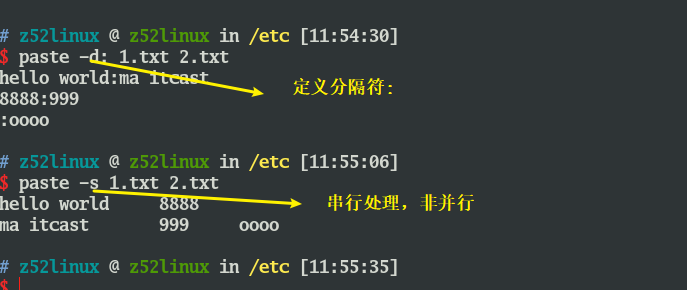 # z52linux @ z52linux in /etc [11:54:30]
$ paste -d: 1.txt 2.txt
hello world:ma itcast
定义分隔符:
8888:999
:oooo
# z52linux @ z52linux in /etc [11:55:06]
$ paste -s 1.txt 2.txt
hello world 8888
串行处理，非并行
ma itcast 999 oooo
# z52linux @ z52linux in /etc [11:55:35]
$